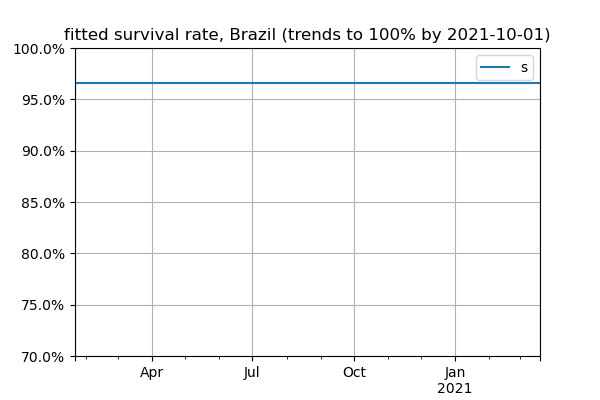 fitted survival rate, Brazil (trends to 100% by 2021-10-01)
100.0%
s
95.0%
90.0%
85.0%
80.0%
75.0%
70.0%
Apr Jul Oct Jan
2021